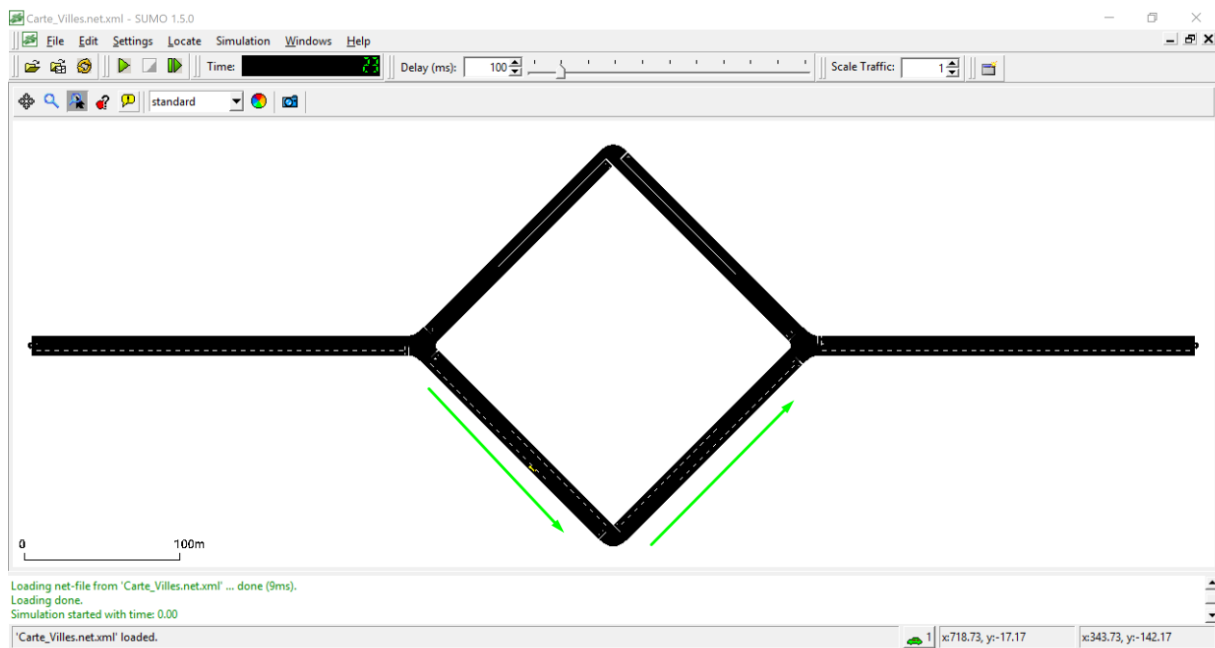 Carte_Villes.net.xml - SUMO 1.5.0
File Edit Settings Locate Simulation Windows Help
Time: 23 Delay (ms): 100 Scale Traffic: 1
standard
0 100m
Loading net-file from 'Carte_Villes.net.xml' ... done (9ms).
Loading done.
Simulation started with time: 0.00
'Carte_Villes.net.xml' loaded. 1 x:718.73, y:-17.17 x:343.73, y:-142.17